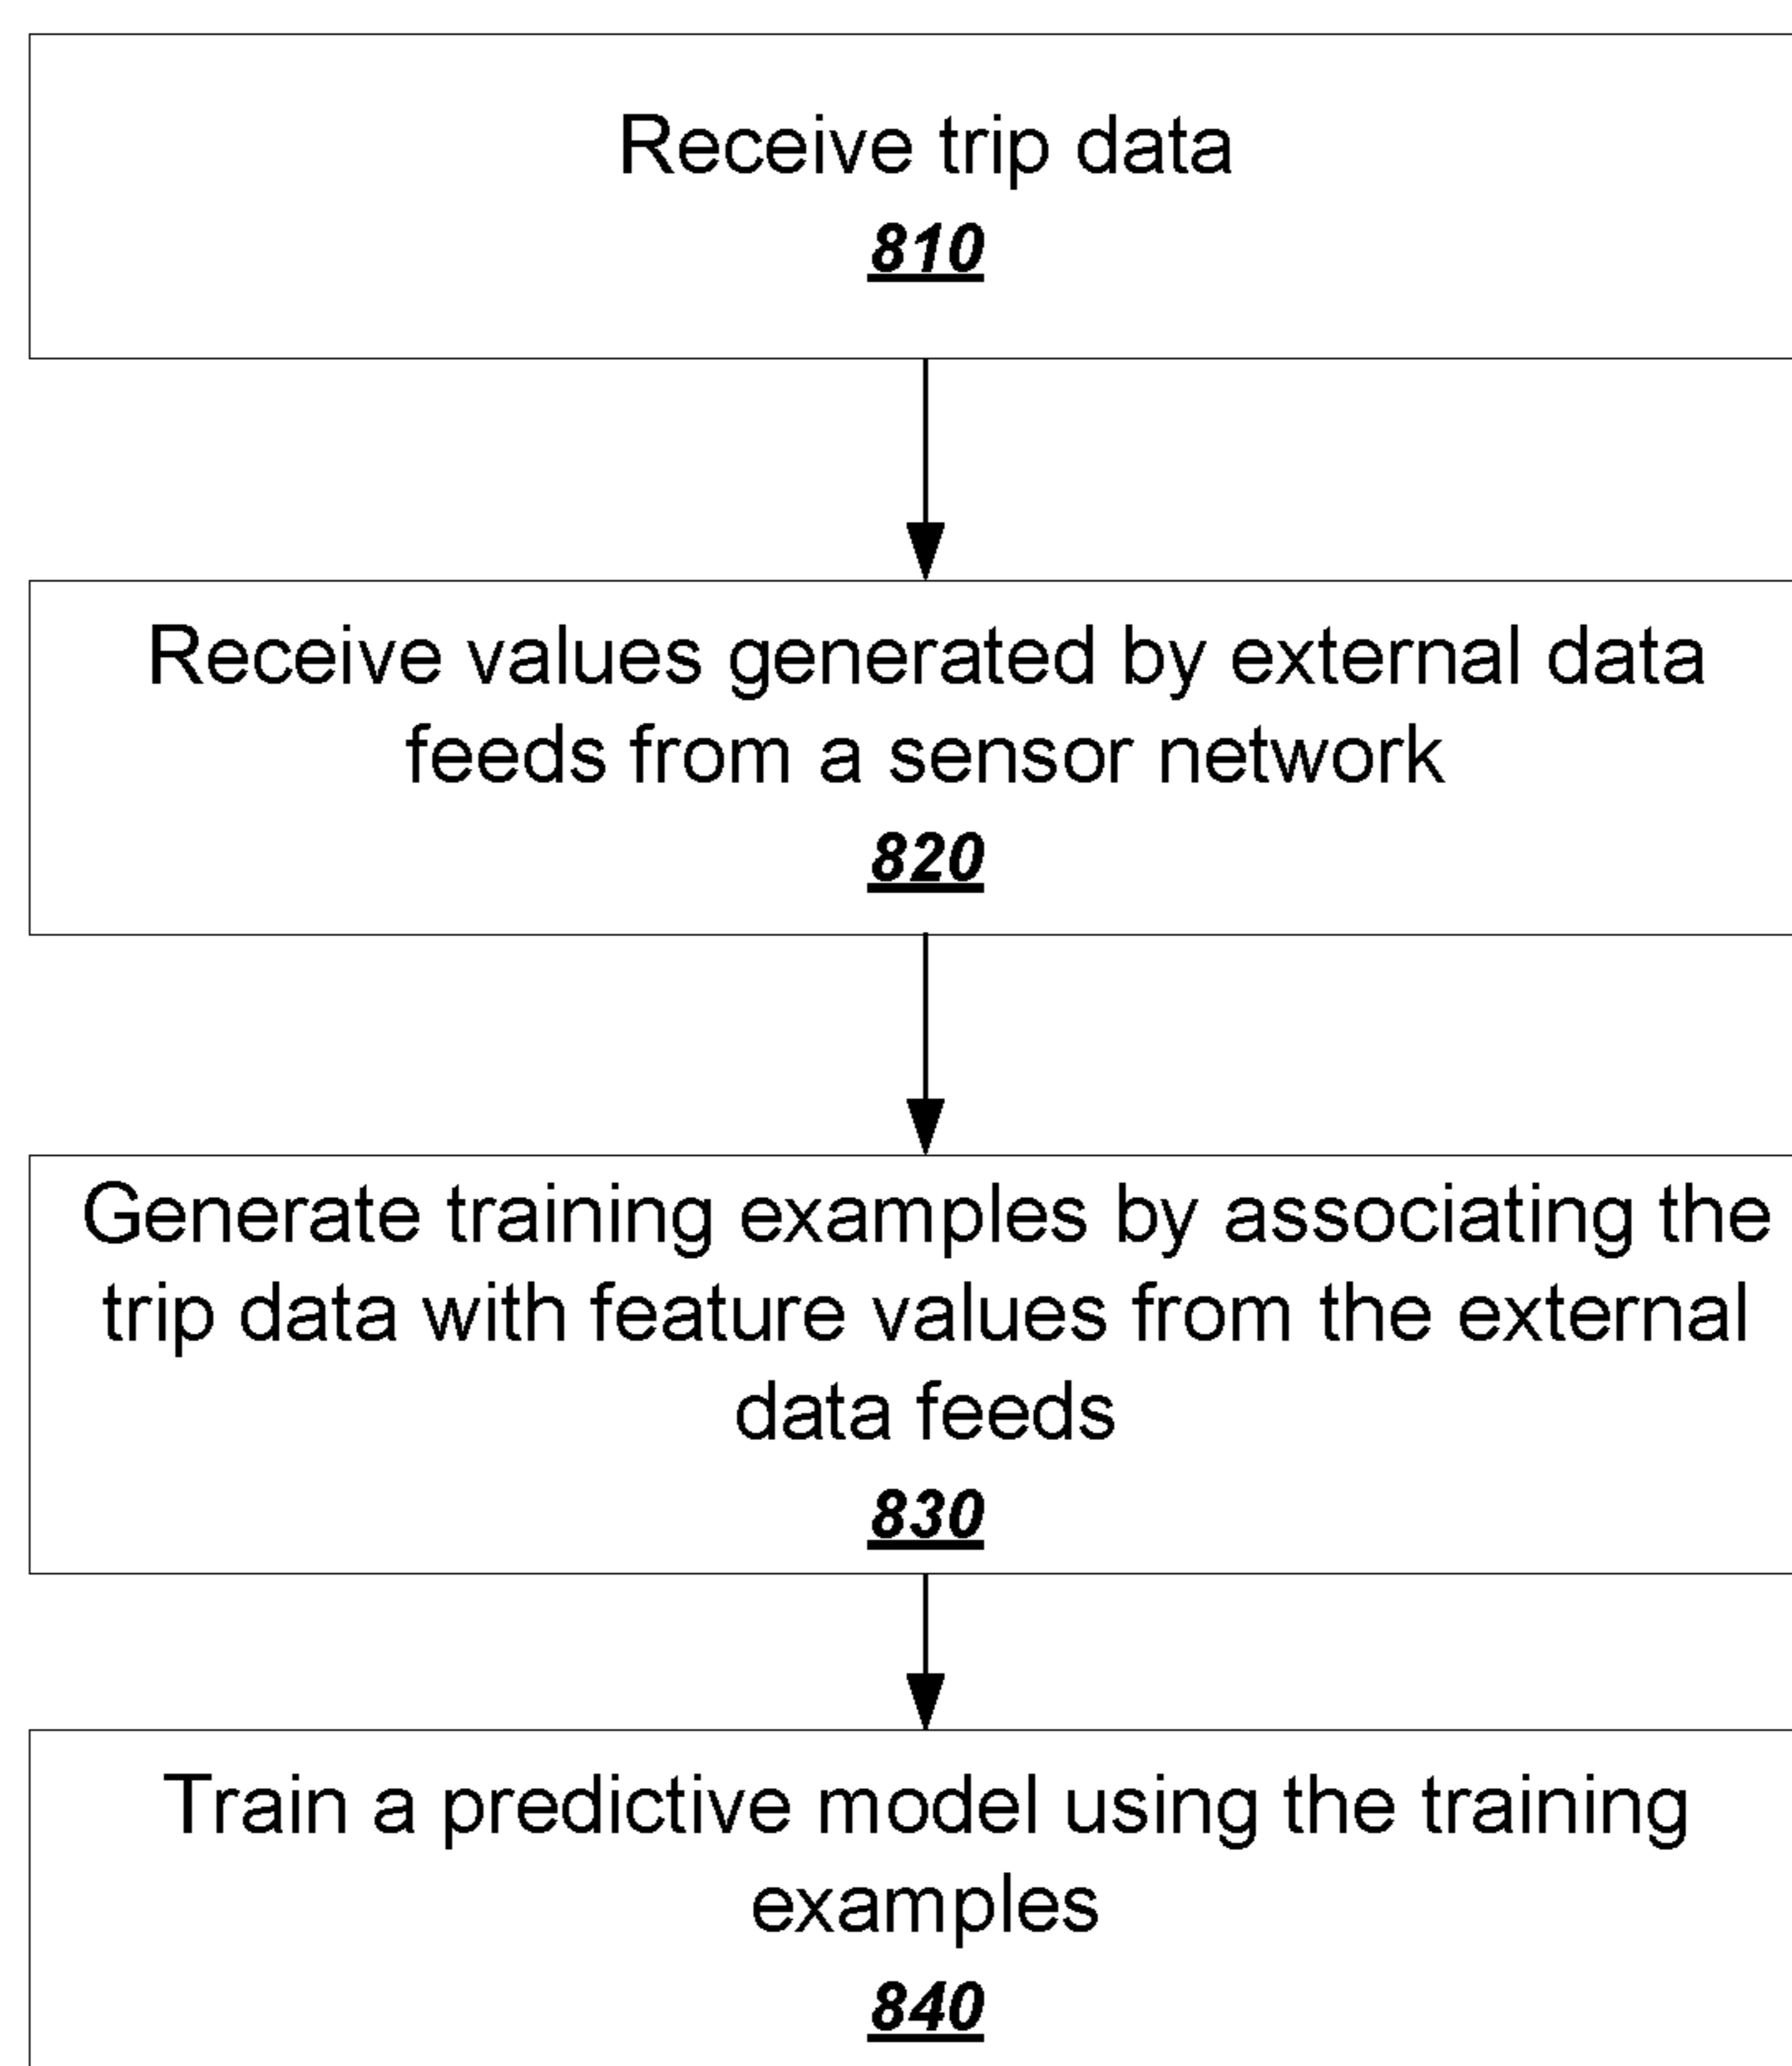 Receive trip data
810
Receive values generated by external data
feeds from a sensor network
820
Generate training examples by associating the
trip data with feature values from the external
data feeds
830
Train a predictive model using the training
examples
840